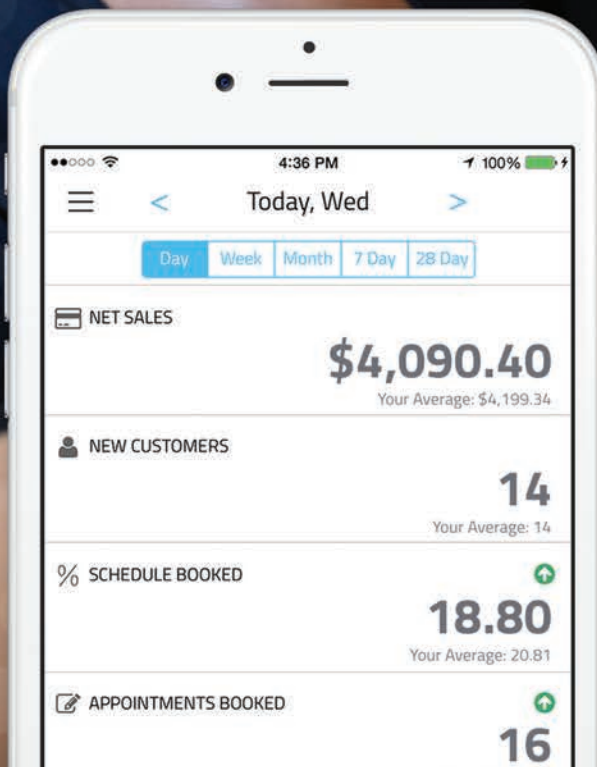 4:36 PM 100%
< Today, Wed >
Day Week Month 7 Day 28 Day
NET SALES
$4,090.40
Your Average: $4,199.34
NEW CUSTOMERS
14
Your Average: 14
% SCHEDULE BOOKED
18.80
Your Average: 20.81
APPOINTMENTS BOOKED
16